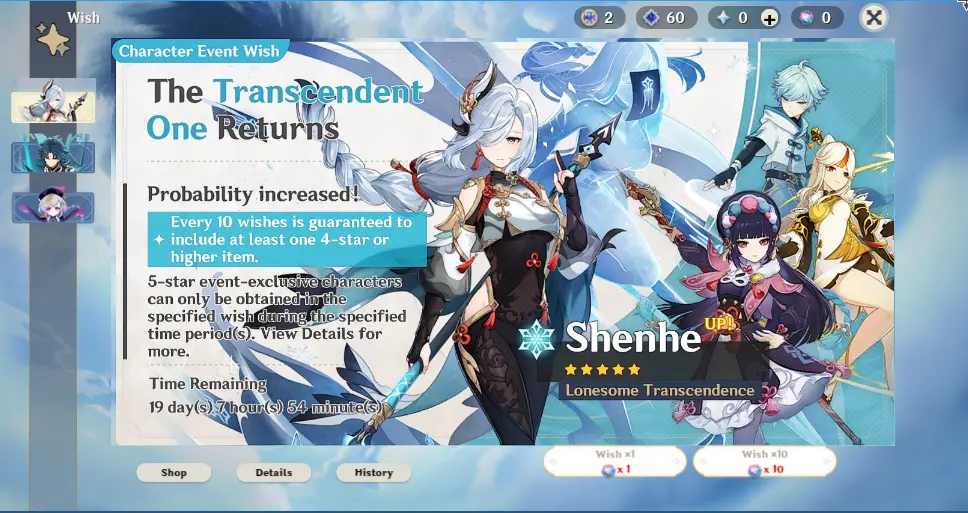 Wish
2
60
0
0
Character Event Wish
The Transcendent
One Returns
Probability increased!
Every 10 wishes is guaranteed to
include at least one 4-star or
higher item.
5-star event-exclusive characters
can only be obtained in the
specified wish during the specified
time period(s). View Details for
more.
Time Remaining
19 day(s) 7 hour(s) 54 minute(s)
Shenhe
UP!
Lonesome Transcendence
Shop
Details
History
Wish ×1
x 1
Wish ×10
x 10